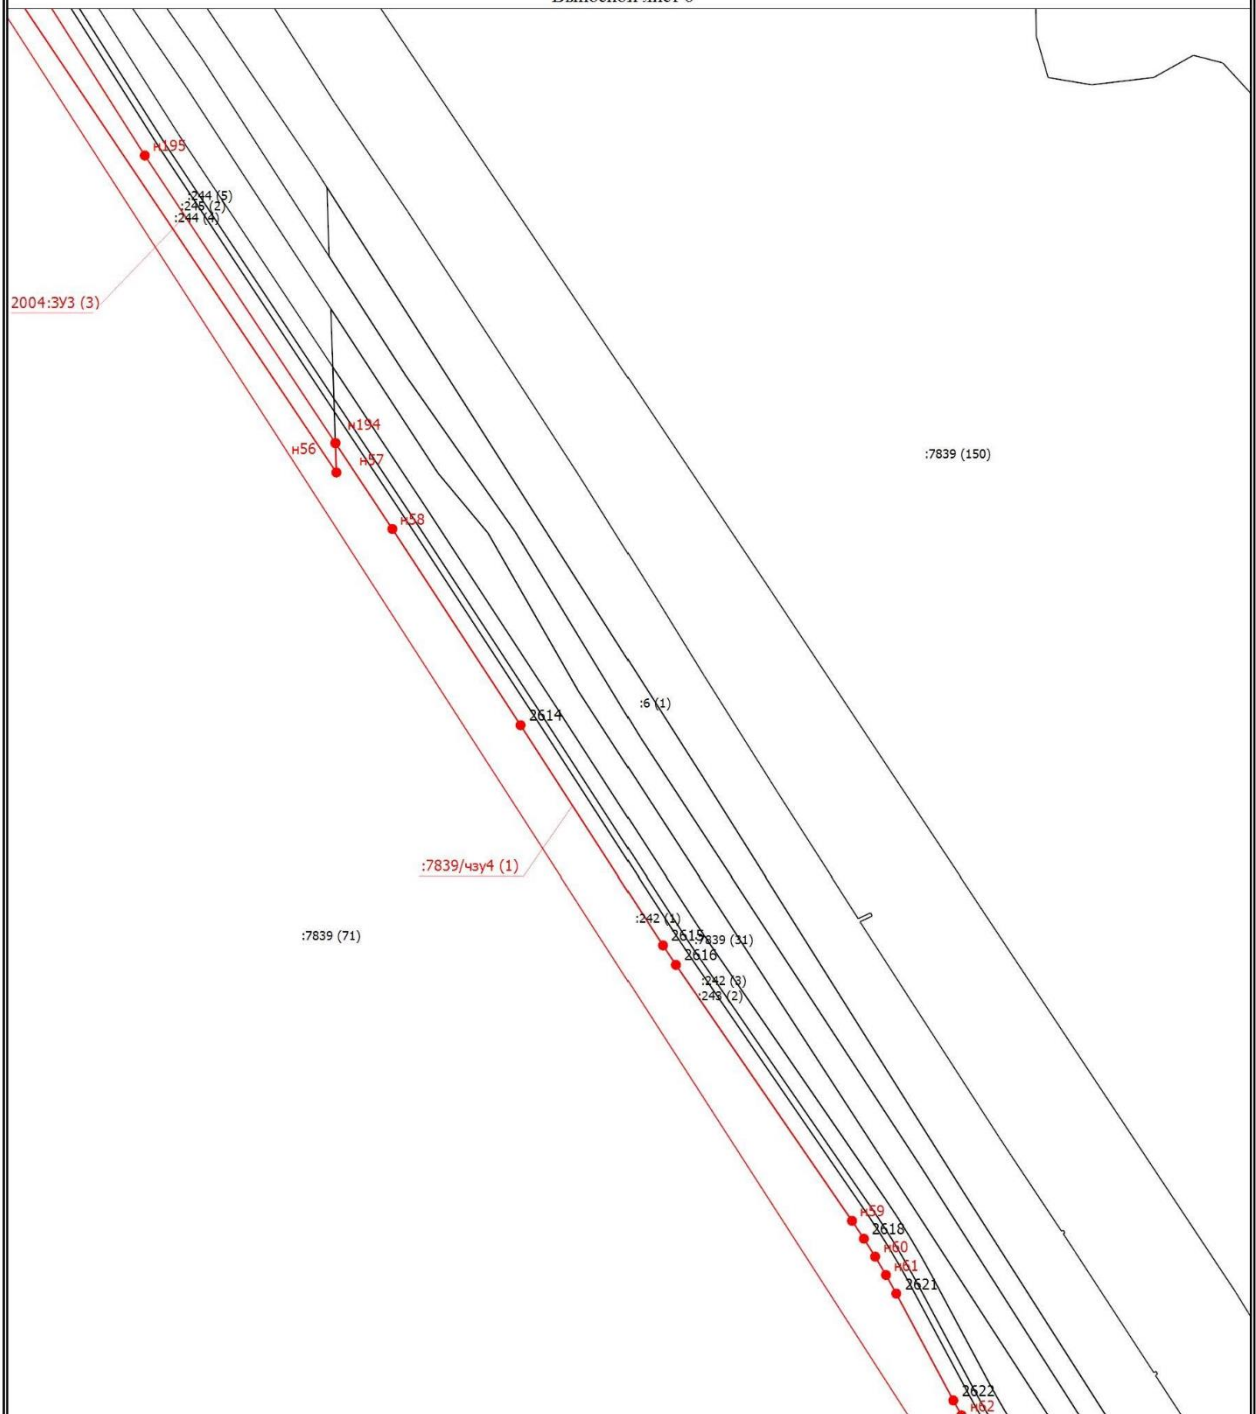 н195
:244 (5)
:245 (2)
:244 (4)
2004:ЗУ3 (3)
н194
н56
н57
:7839 (150)
н58
:6 (1)
2614
:7839/чзу4 (1)
:242 (1)
2615
:7839 (31)
:7839 (71)
2616
:242 (3)
:243 (2)
н59
2618
н60
н61
2621
2622
н62